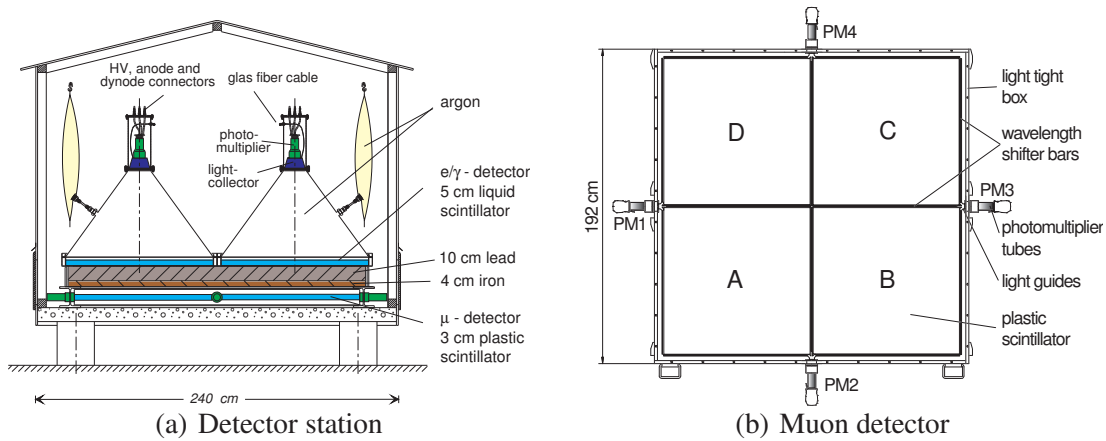 HV, anode and
dynode connectors
glas fiber cable
argon
photo-
multiplier
light-
collector
e/γ - detector
5 cm liquid
scintillator
10 cm lead
4 cm iron
μ - detector
3 cm plastic
scintillator
240 cm
(a) Detector station
PM4
light tight
box
D
C
wavelength
shifter bars
192 cm
PM1
PM3
photomultiplier
tubes
A
B
light guides
plastic
scintillator
PM2
(b) Muon detector